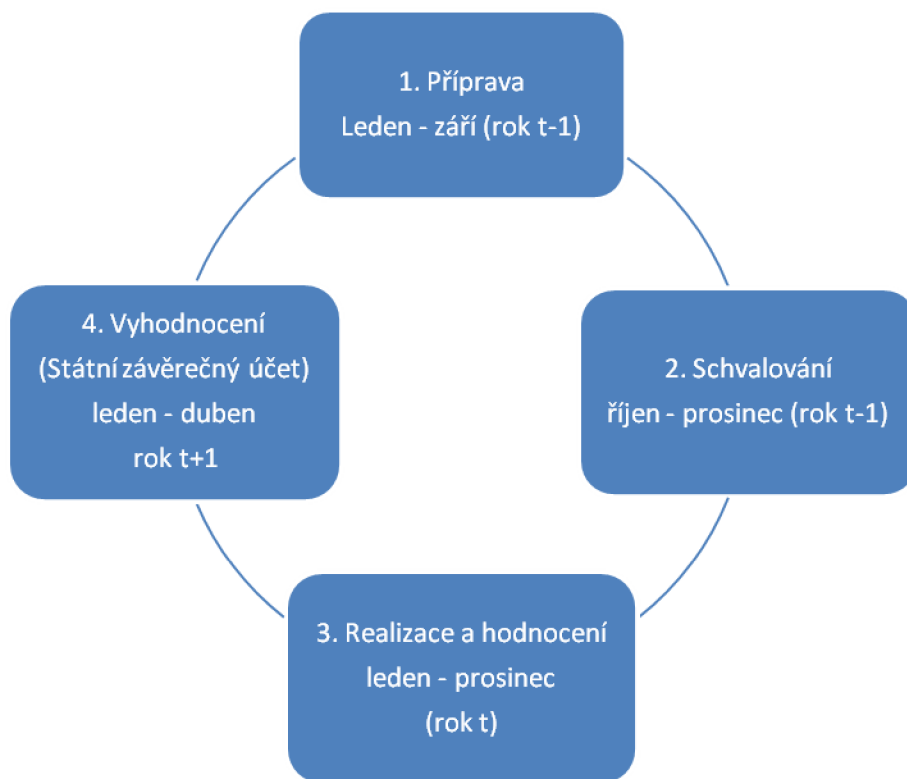 1. Příprava
Leden - září (rok t-1)
2. Schvalování
říjen - prosinec (rok t-1)
3. Realizace a hodnocení
leden - prosinec
(rok t)
4. Vyhodnocení
(Státní závěrečný účet)
leden - duben
rok t+1